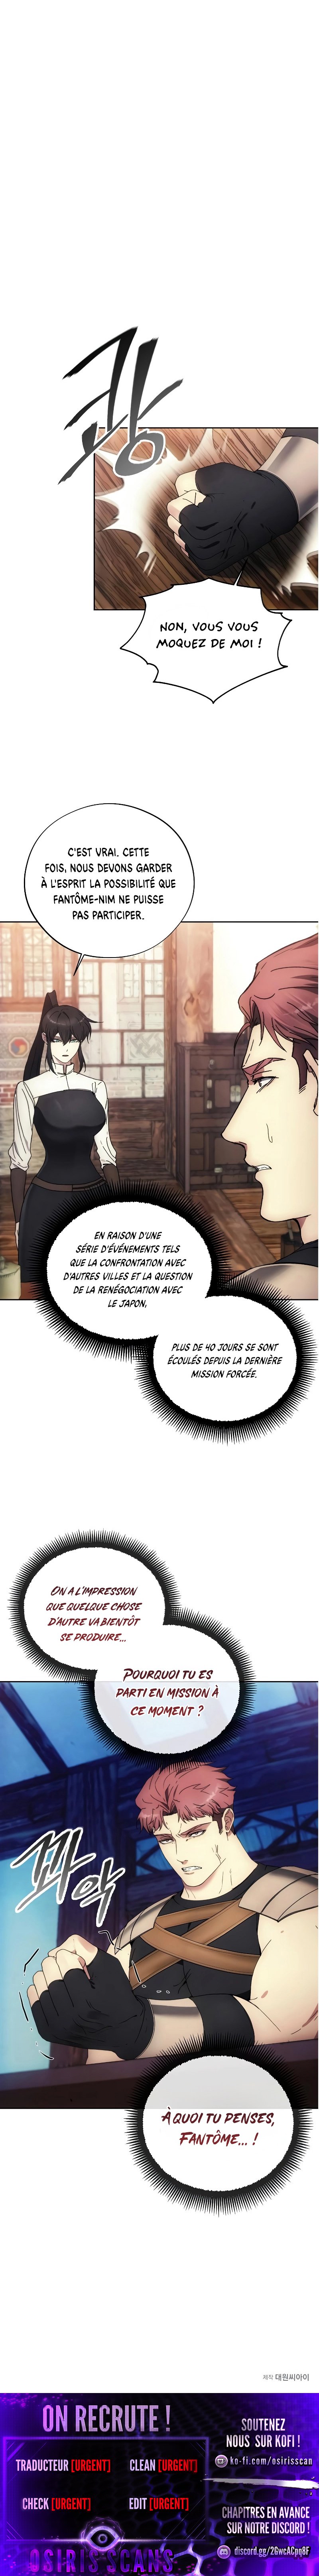 쾅
NON, VOUS VOUS
MOQUEZ DE MOI !
C'EST VRAI. CETTE
FOIS, NOUS DEVONS GARDER
À L'ESPRIT LA POSSIBILITÉ QUE
FANTÔME-NIM NE PUISSE
PAS PARTICIPER.
EN RAISON D'UNE
SÉRIE D'ÉVÉNEMENTS TELS
QUE LA CONFRONTATION AVEC
D'AUTRES VILLES ET LA QUESTION
DE LA RENÉGOCIATION AVEC
LE JAPON,
PLUS DE 40 JOURS SE SONT
ÉCOULÉS DEPUIS LA DERNIÈRE
MISSION FORCÉE.
ON A L'IMPRESSION
QUE QUELQUE CHOSE
D'AUTRE VA BIENTÔT
SE PRODUIRE...
POURQUOI TU ES
PARTI EN MISSION À
CE MOMENT ?
꽈악
À QUOI TU PENSES,
FANTÔME... !
제작 대원씨아이
ON RECRUTE !
TRADUCTEUR [URGENT]
CLEAN [URGENT]
CHECK [URGENT]
EDIT [URGENT]
OSIRIS SCANS
SOUTENEZ
NOUS SUR KOFI !
ko-fi.com/osirisscan
CHAPITRES EN AVANCE
SUR NOTRE DISCORD !
discord.gg/2GwcACpq8F